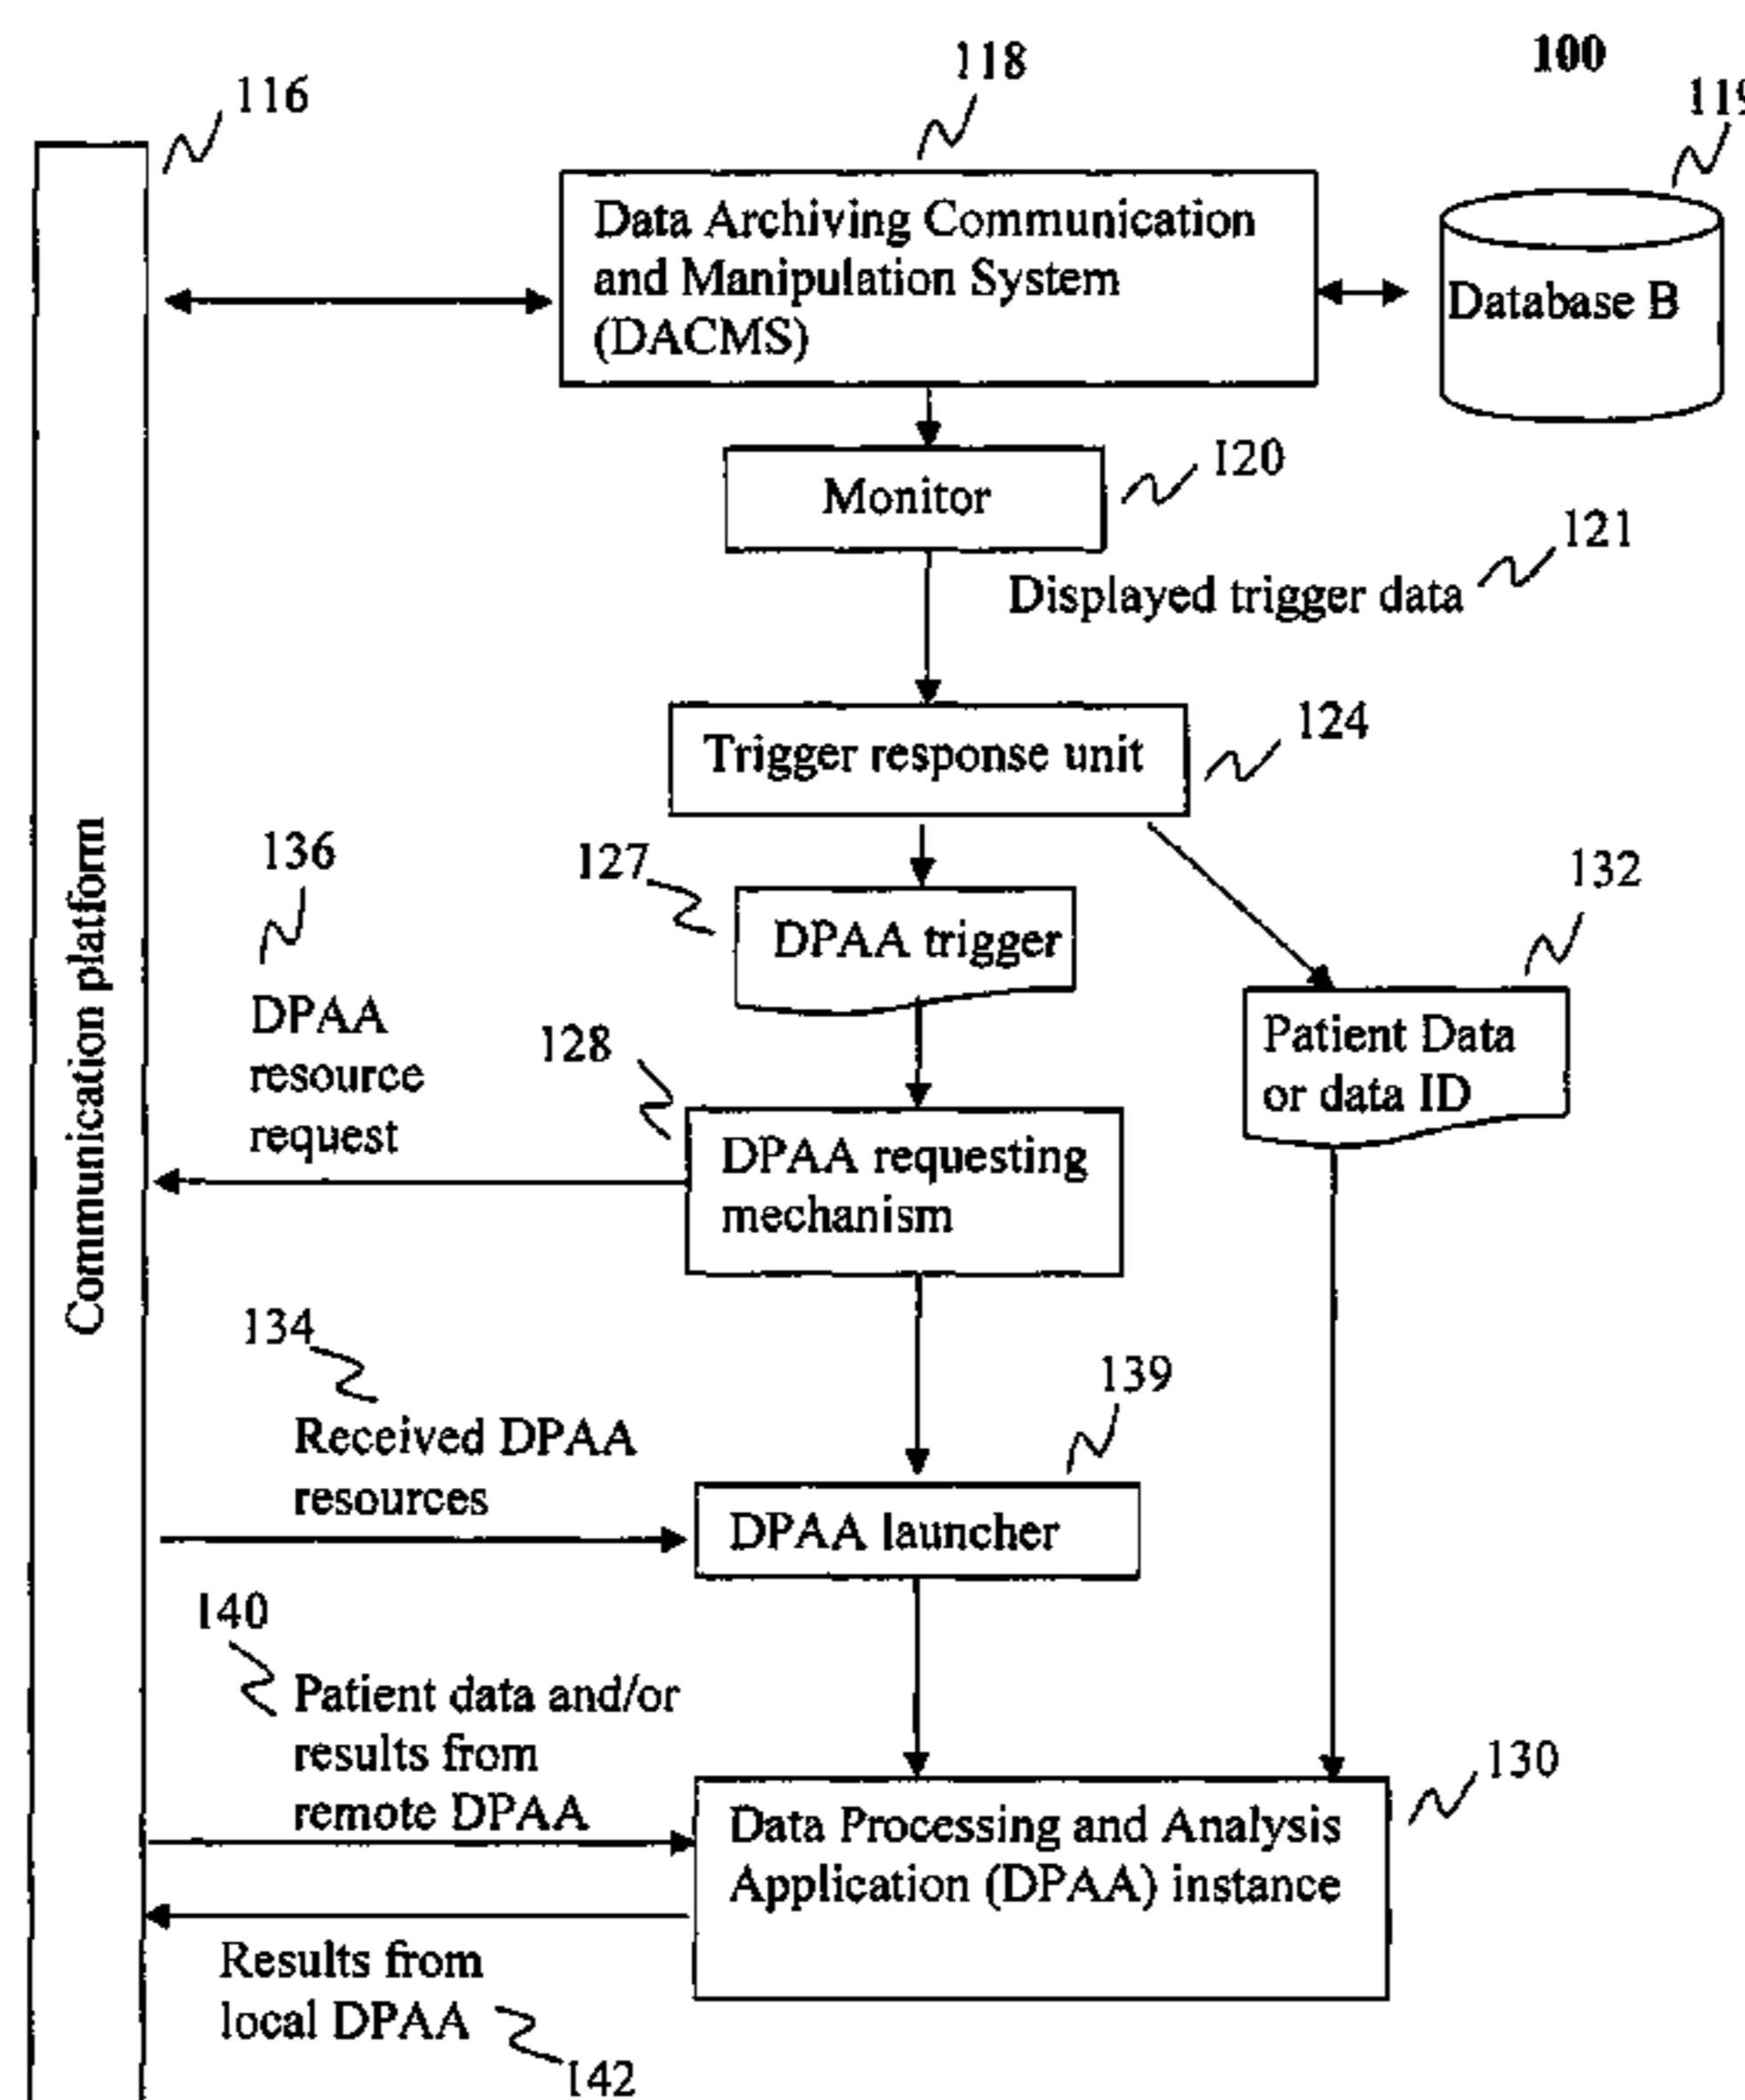 100
118
116
119
Data Archiving Communication
and Manipulation System
(DACMS)
Database B
120
Monitor
121
Displayed trigger data
124
Trigger response unit
136
127
132
DPAA trigger
DPAA
resource
request
128
Patient Data
or data ID
DPAA requesting
mechanism
Communication platform
134
139
Received DPAA
resources
DPAA launcher
140
Patient data and/or
results from
remote DPAA
130
Data Processing and Analysis
Application (DPAA) instance
Results from
local DPAA
142